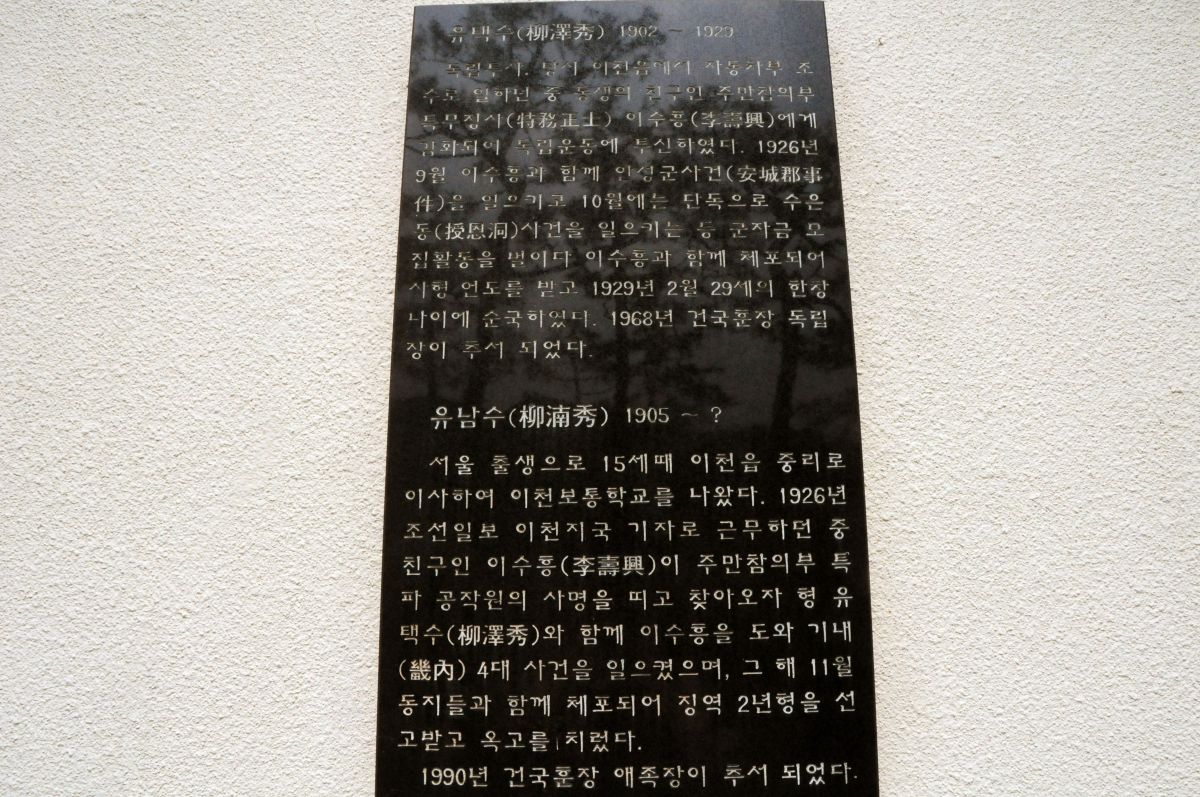 유택수(柳澤秀) 1902 ~ 1929
독립투사. 당시 이천읍에서 자동차부 조
수로 일하던 중 동생의 친구인 주만참의부
특무정사(特務正士) 이수흥(李壽興)에게
감화되어 독립운동에 투신하였다. 1926년
9월 이수흥과 함께 안성군사건(安城郡事
件)을 일으키고 10월에는 단독으로 수은
동(授恩洞)사건을 일으키는 등 군자금 모
집활동을 벌이다 이수흥과 함께 체포되어
사형 언도를 받고 1929년 2월 29세의 한창
나이에 순국하였다. 1968년 건국훈장 독립
장이 추서 되었다.
유남수(柳湳秀) 1905 ~ ?
서울 출생으로 15세때 이천읍 중리로
이사하여 이천보통학교를 나왔다. 1926년
조선일보 이천지국 기자로 근무하던 중
친구인 이수흥(李壽興)이 주만참의부 특
파 공작원의 사명을 띠고 찾아오자 형 유
택수(柳澤秀)와 함께 이수흥을 도와 기내
(畿內) 4대 사건을 일으켰으며, 그 해 11월
동지들과 함께 체포되어 징역 2년형을 선
고받고 옥고를 치렀다.
1990년 건국훈장 애족장이 추서 되었다.